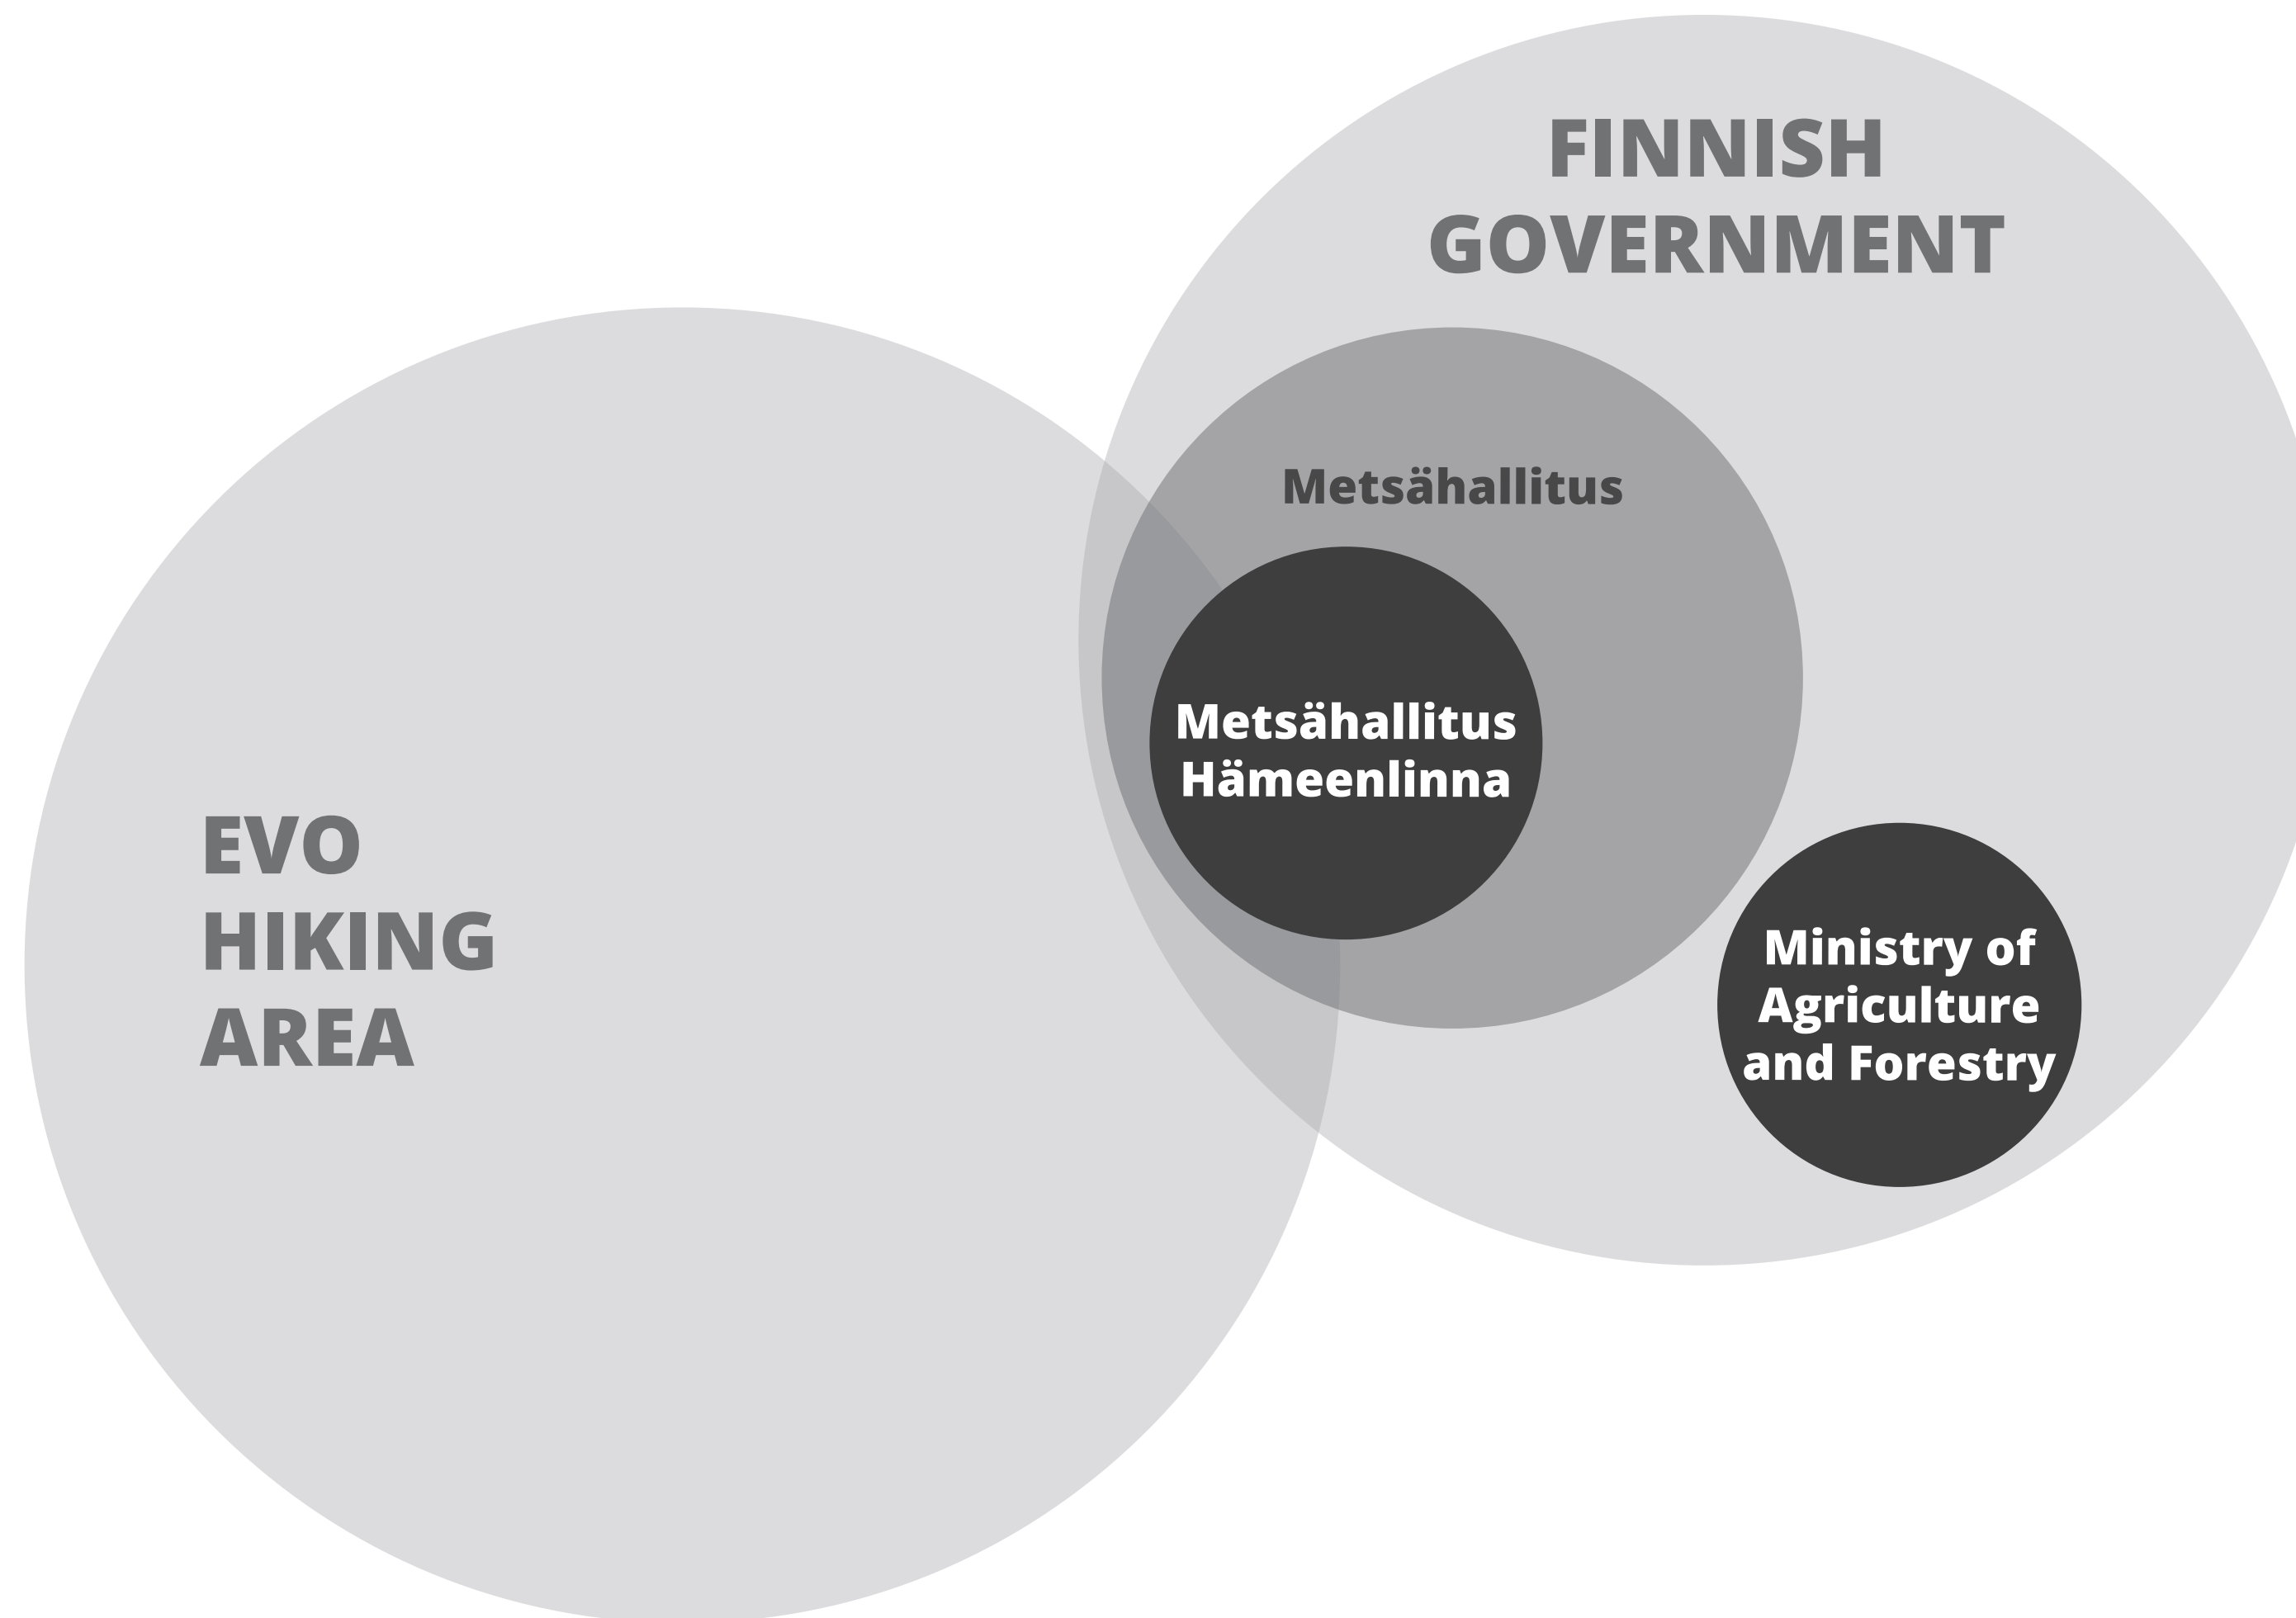 FINNISH
GOVERNMENT
Metsähallitus
Metsähallitus
Hämeenlinna
EVO
HIKING
AREA
Ministry of
Agriculture
and Forestry